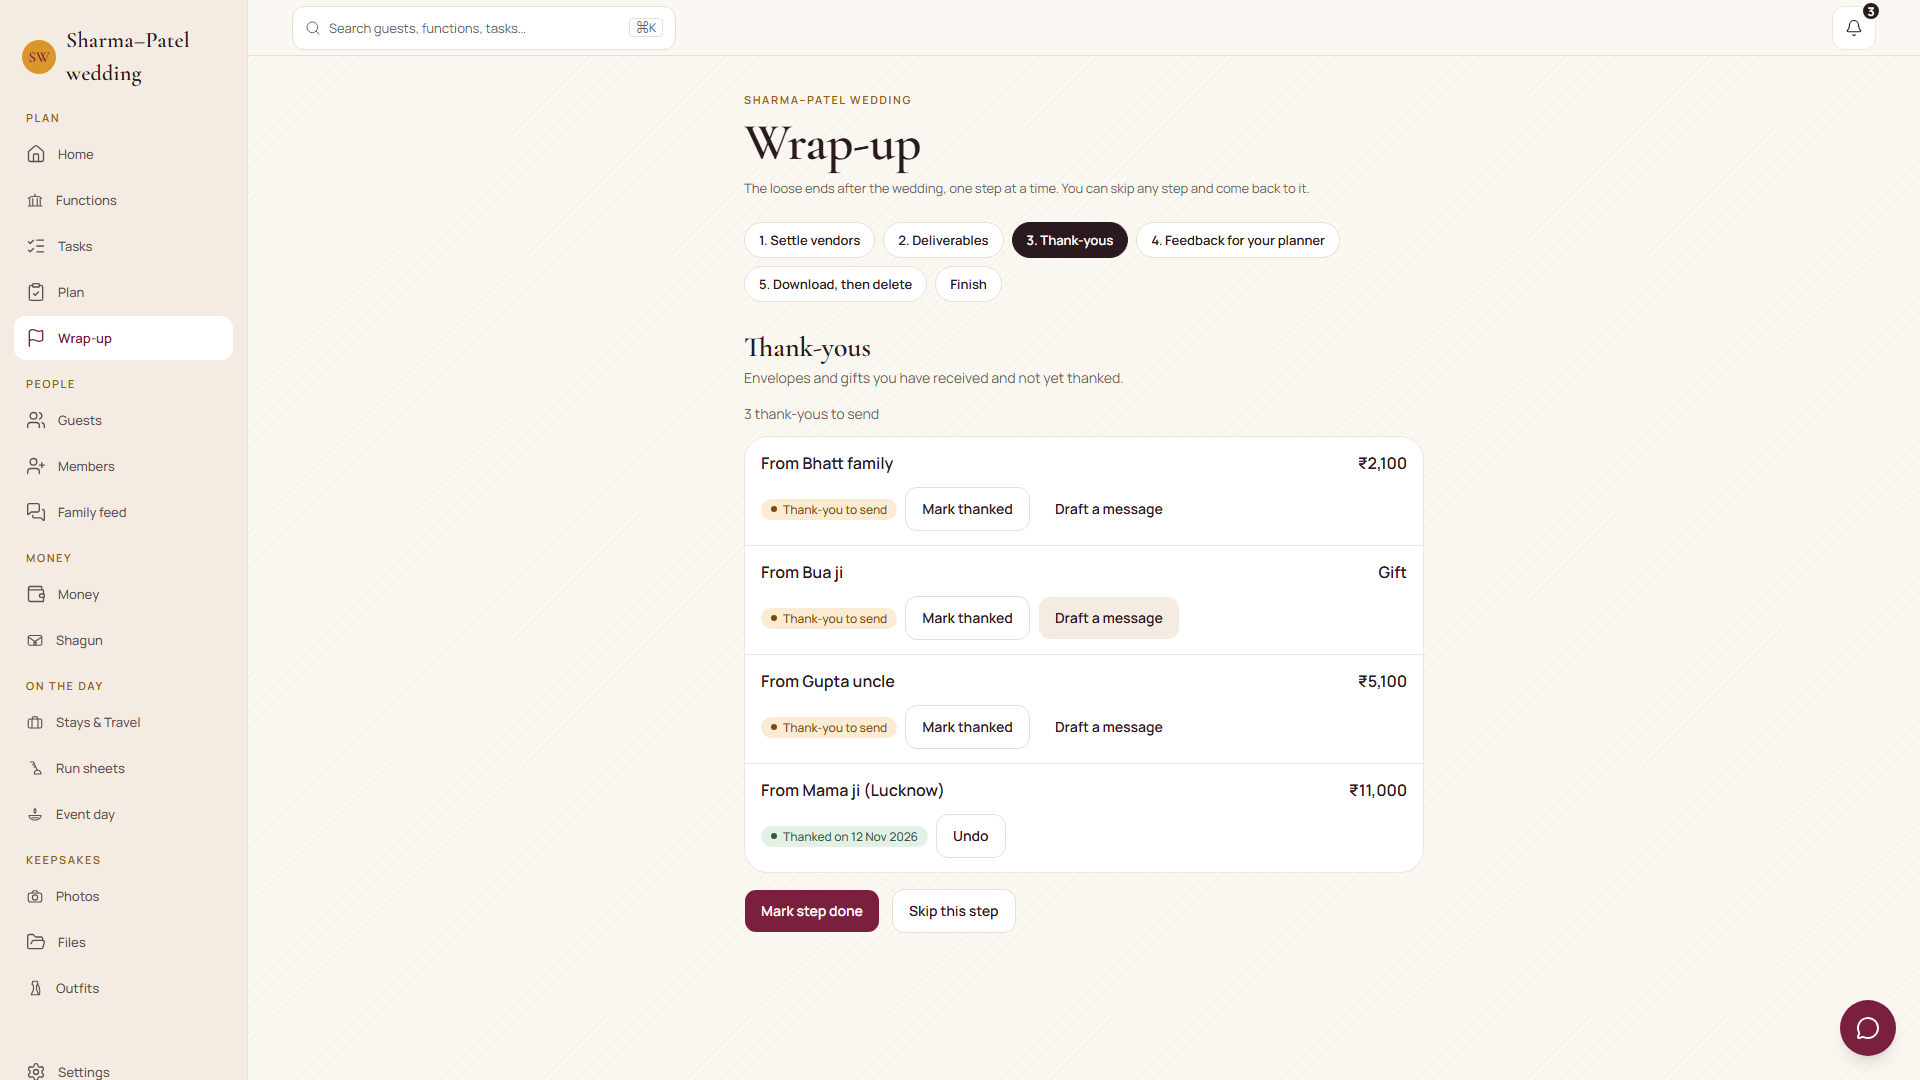 SW
Sharma–Patel
wedding
PLAN
Home
Functions
Tasks
Plan
Wrap-up
PEOPLE
Guests
Members
Family feed
MONEY
Money
Shagun
ON THE DAY
Stays & Travel
Run sheets
Event day
KEEPSAKES
Photos
Files
Outfits
Settings
Search guests, functions, tasks…
⌘K
3
SHARMA–PATEL WEDDING
Wrap-up
The loose ends after the wedding, one step at a time. You can skip any step and come back to it.
1. Settle vendors
2. Deliverables
3. Thank-yous
4. Feedback for your planner
5. Download, then delete
Finish
Thank-yous
Envelopes and gifts you have received and not yet thanked.
3 thank-yous to send
From Bhatt family ₹2,100
Thank-you to send Mark thanked Draft a message
From Bua ji Gift
Thank-you to send Mark thanked Draft a message
From Gupta uncle ₹5,100
Thank-you to send Mark thanked Draft a message
From Mama ji (Lucknow) ₹11,000
Thanked on 12 Nov 2026 Undo
Mark step done Skip this step